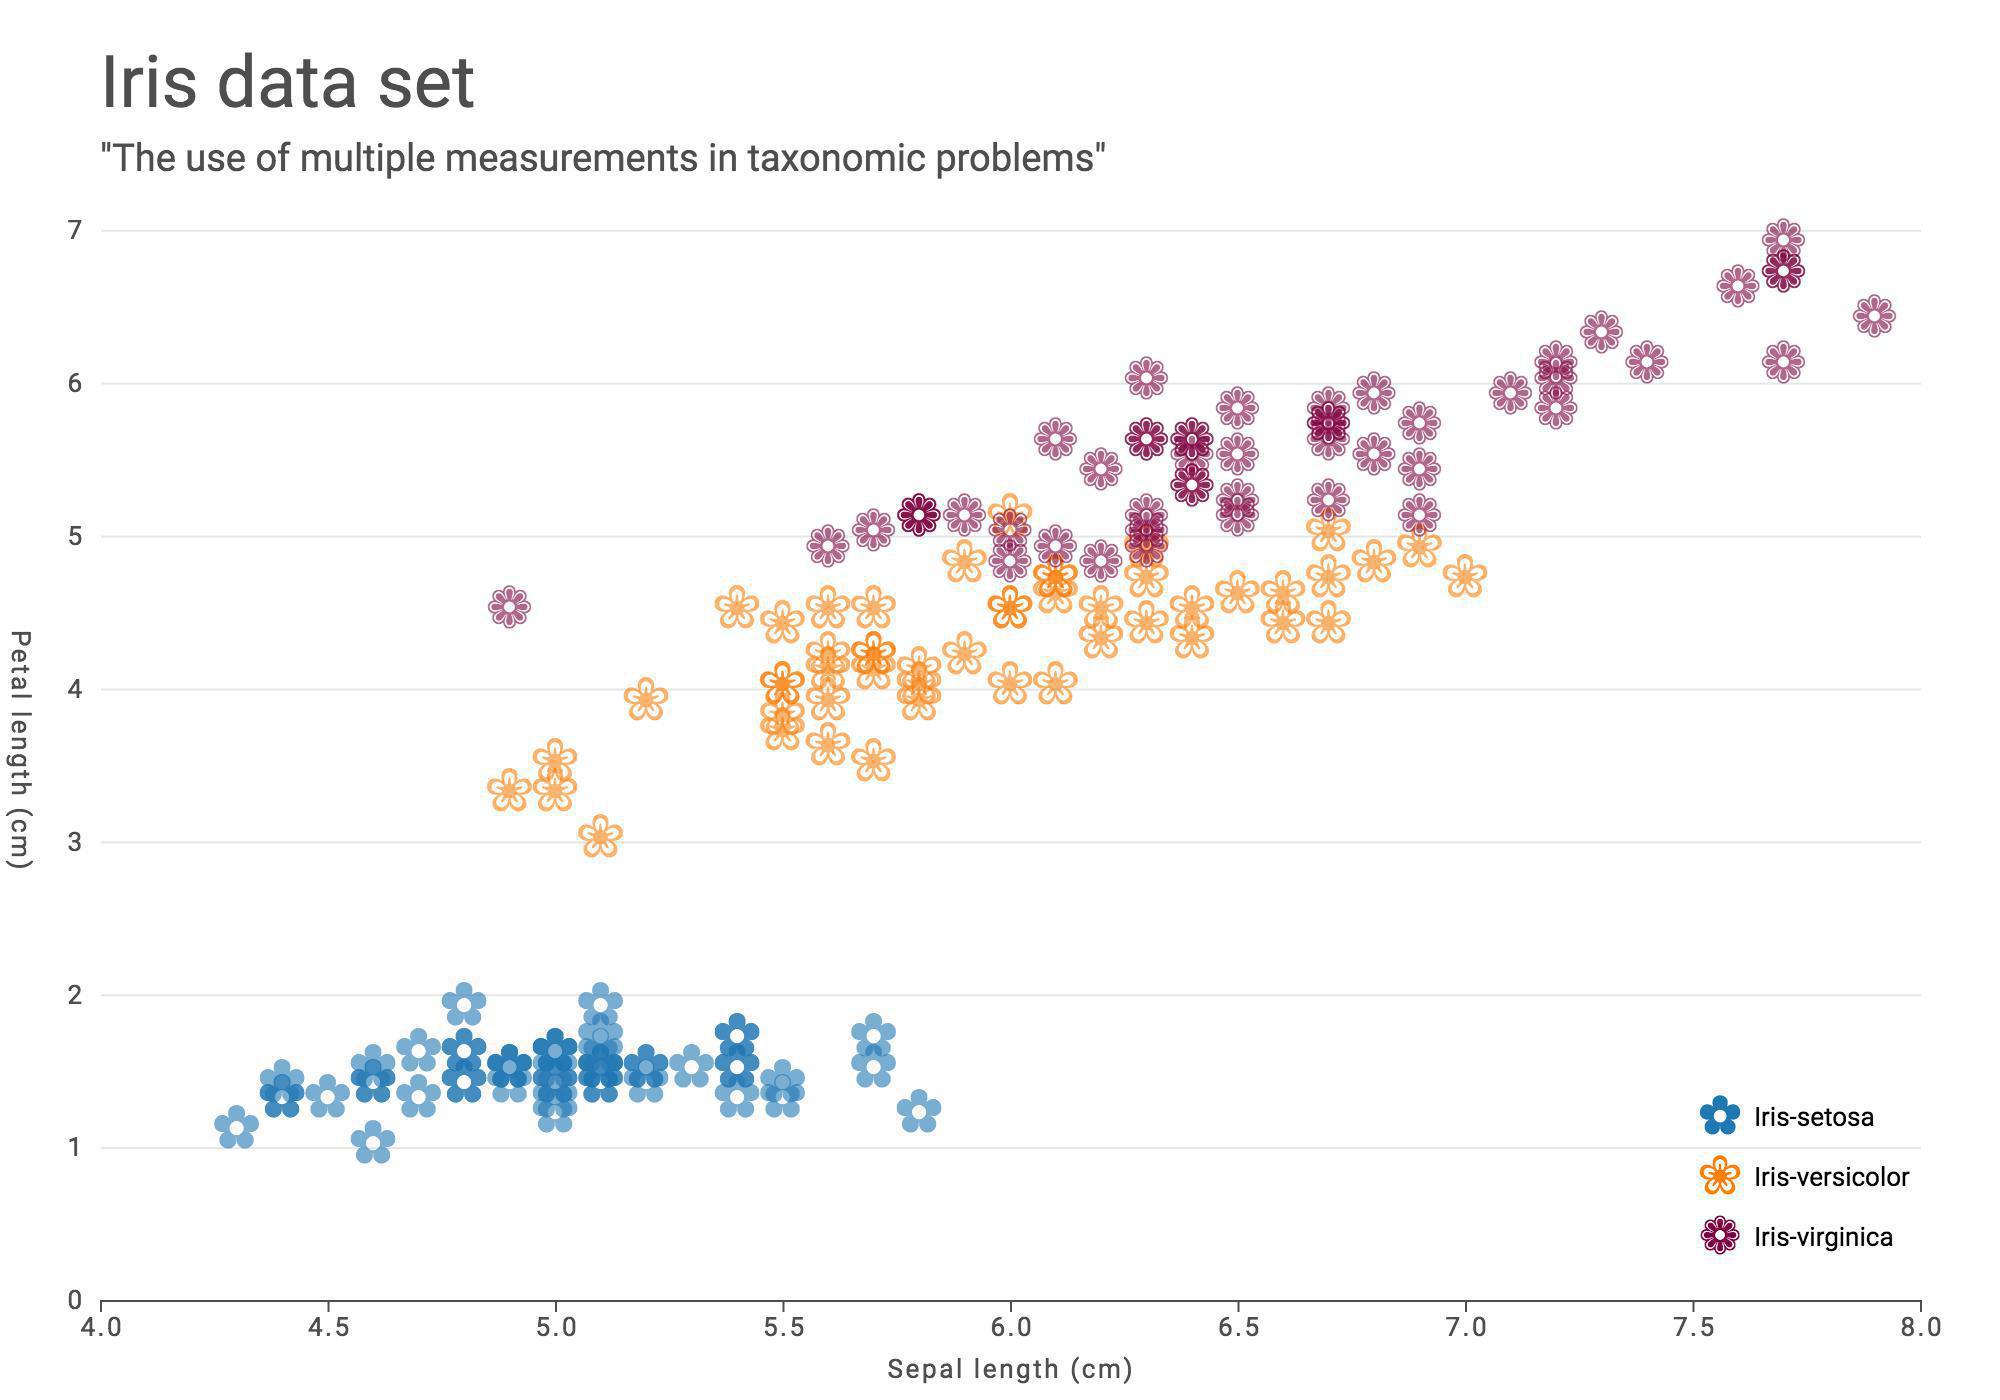 Iris data set
"The use of multiple measurements in taxonomic problems"
7
6
5
4
3
2
1
0
Petal length (cm)
4.0 4.5 5.0 5.5 6.0 6.5 7.0 7.5 8.0
Sepal length (cm)
Iris-setosa
Iris-versicolor
Iris-virginica